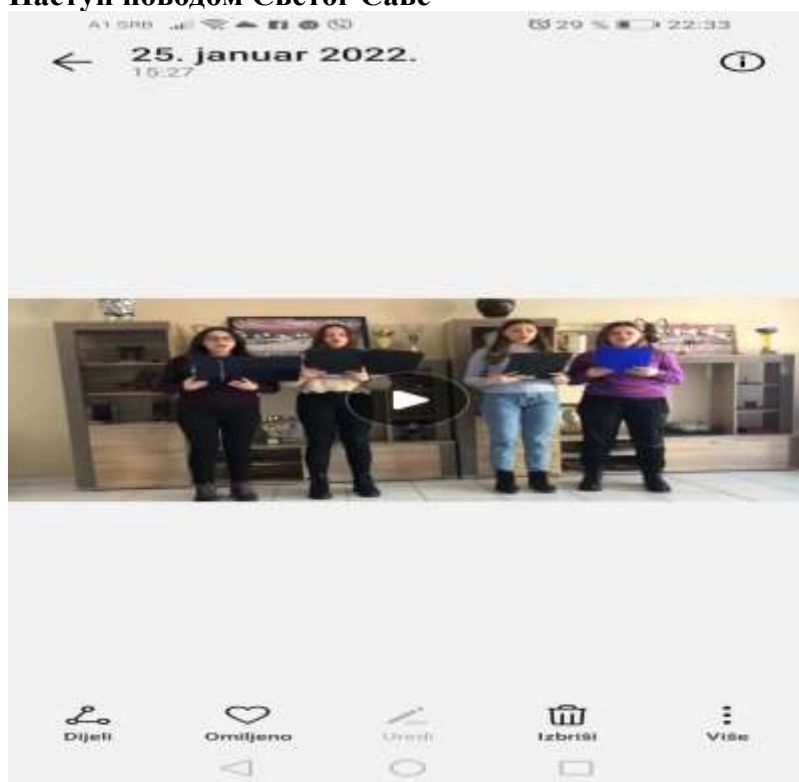 Наступ поводом Светог Саве
A1 SRB 29 % 22:33
25. januar 2022.
15:27
Dijeli Omiljeno Uredi Izbriši Više